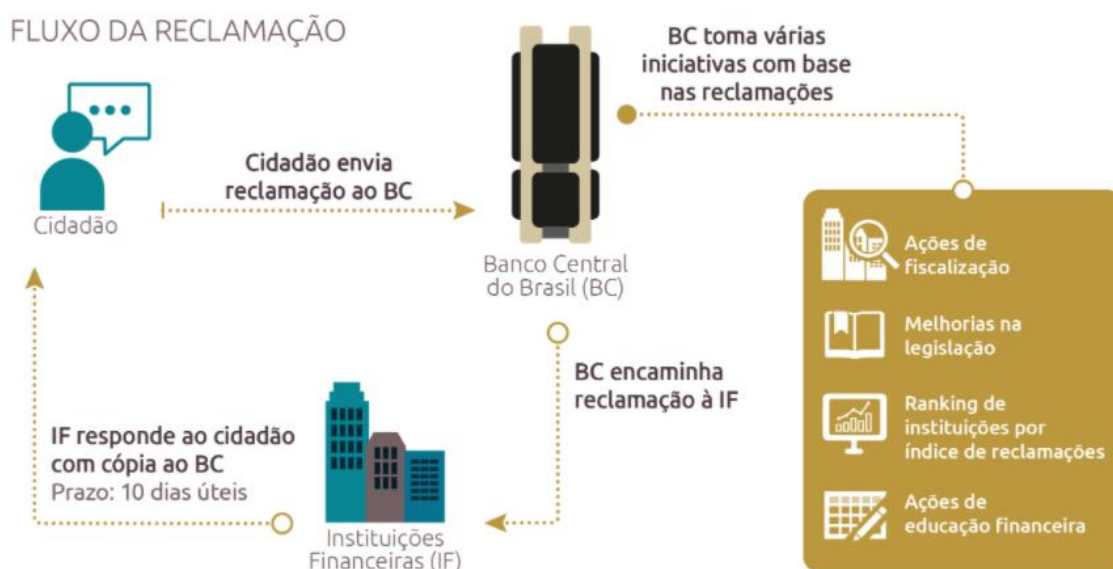 FLUXO DA RECLAMAÇÃO
Cidadão
Cidadão envia
reclamação ao BC
Banco Central
do Brasil (BC)
BC toma várias
iniciativas com base
nas reclamações
Ações de
fiscalização
Melhorias na
legislação
Ranking de
instituições por
índice de reclamações
Ações de
educação financeira
BC encaminha
reclamação à IF
Instituições
Financeiras (IF)
IF responde ao cidadão
com cópia ao BC
Prazo: 10 dias úteis